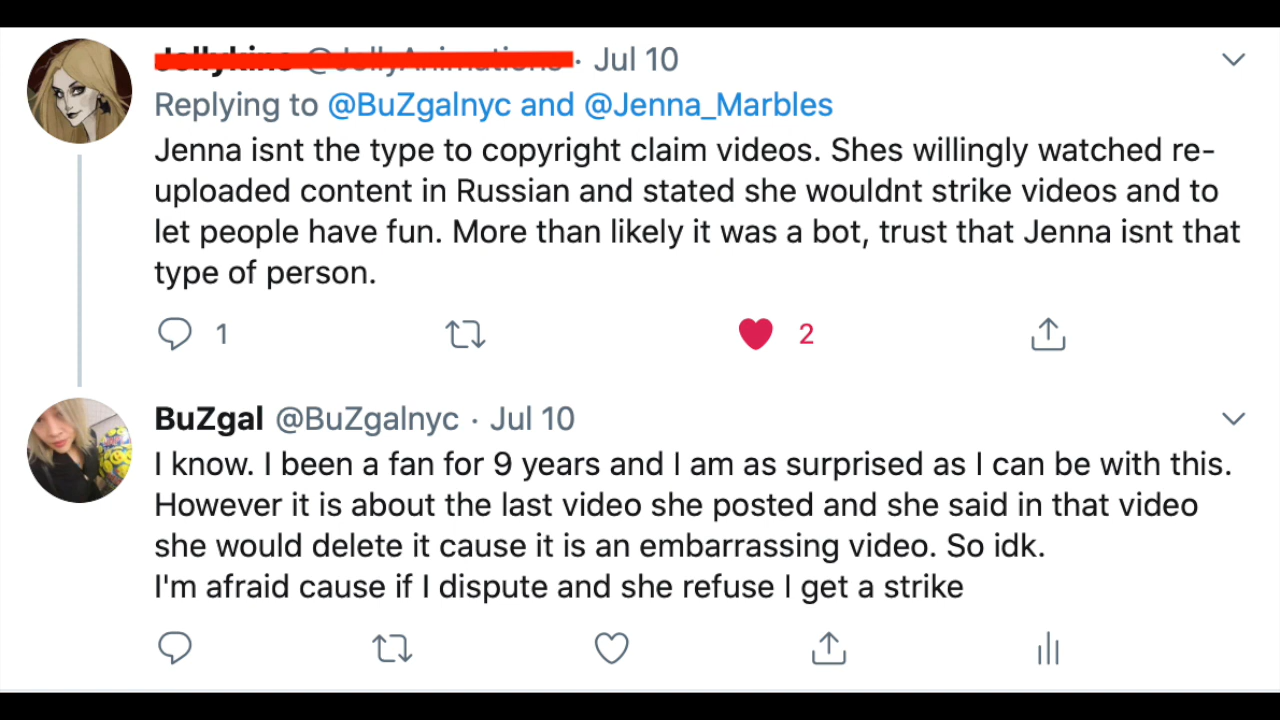 · Jul 10
Replying to @BuZgalnyc and @Jenna_Marbles
Jenna isnt the type to copyright claim videos. Shes willingly watched re-
uploaded content in Russian and stated she wouldnt strike videos and to
let people have fun. More than likely it was a bot, trust that Jenna isnt that
type of person.
1 2
BuZgal @BuZgalnyc · Jul 10
I know. I been a fan for 9 years and I am as surprised as I can be with this.
However it is about the last video she posted and she said in that video
she would delete it cause it is an embarrassing video. So idk.
I'm afraid cause if I dispute and she refuse I get a strike